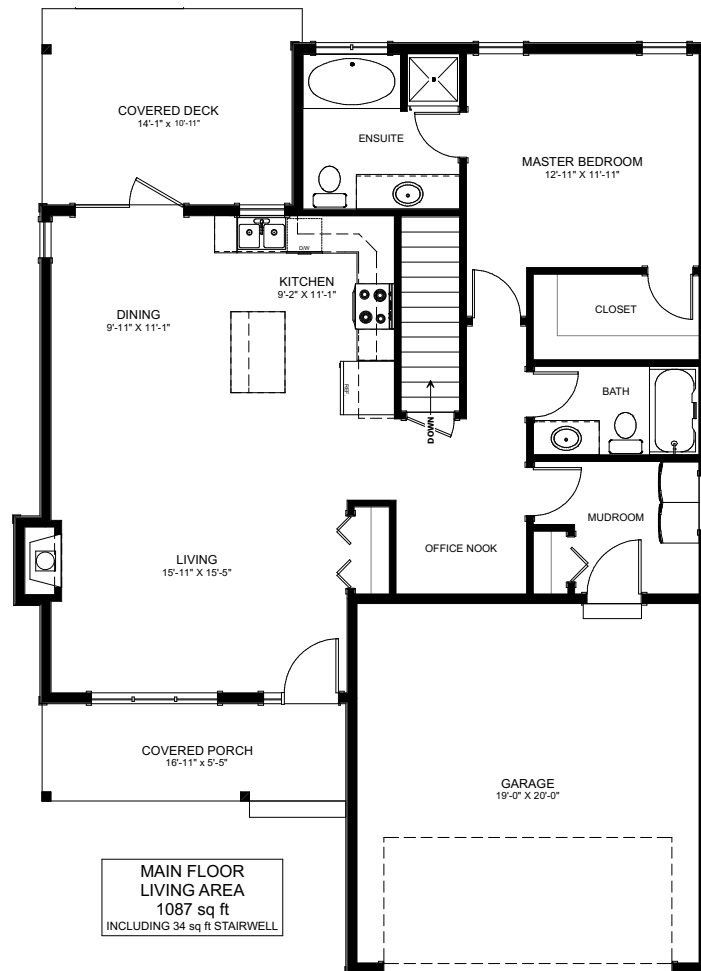 COVERED DECK
14'-1" x 10'-11"
ENSUITE
MASTER BEDROOM
12'-11" X 11'-11"
D/W
KITCHEN
9'-2" X 11'-1"
DINING
9'-11" X 11'-1"
CLOSET
REF
BATH
DOWN
MUDROOM
OFFICE NOOK
LIVING
15'-11" X 15'-5"
COVERED PORCH
16'-11" x 5'-5"
GARAGE
19'-0" X 20'-0"
MAIN FLOOR
LIVING AREA
1087 sq ft
INCLUDING 34 sq ft STAIRWELL